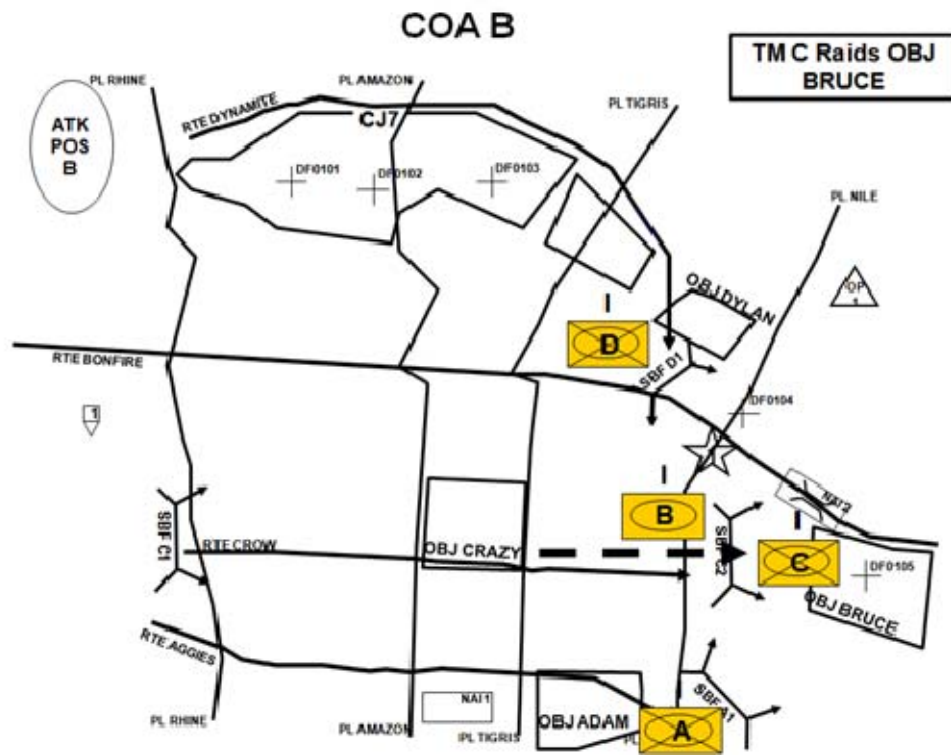 COA B
TM C Raids OBJ
BRUCE
PL RHINE
PL AMAZON
PL TIGRIS
ATK
POS
B
RTE DYNAMITE
CJ7
DF0101
DF0102
DF0103
PL NILE
OP
1
OBJ DYLAN
I
D
RTE BONFIRE
SBF D1
DF0104
1
I
B
NAI 2
I
SBF C1
RTE CROW
OBJ CRAZY
SBF C2
C
DF0105
OBJ BRUCE
RTE AGGIES
NAI 1
OBJ ADAM
SBF A1
A
PL RHINE
PL AMAZON
PL TIGRIS